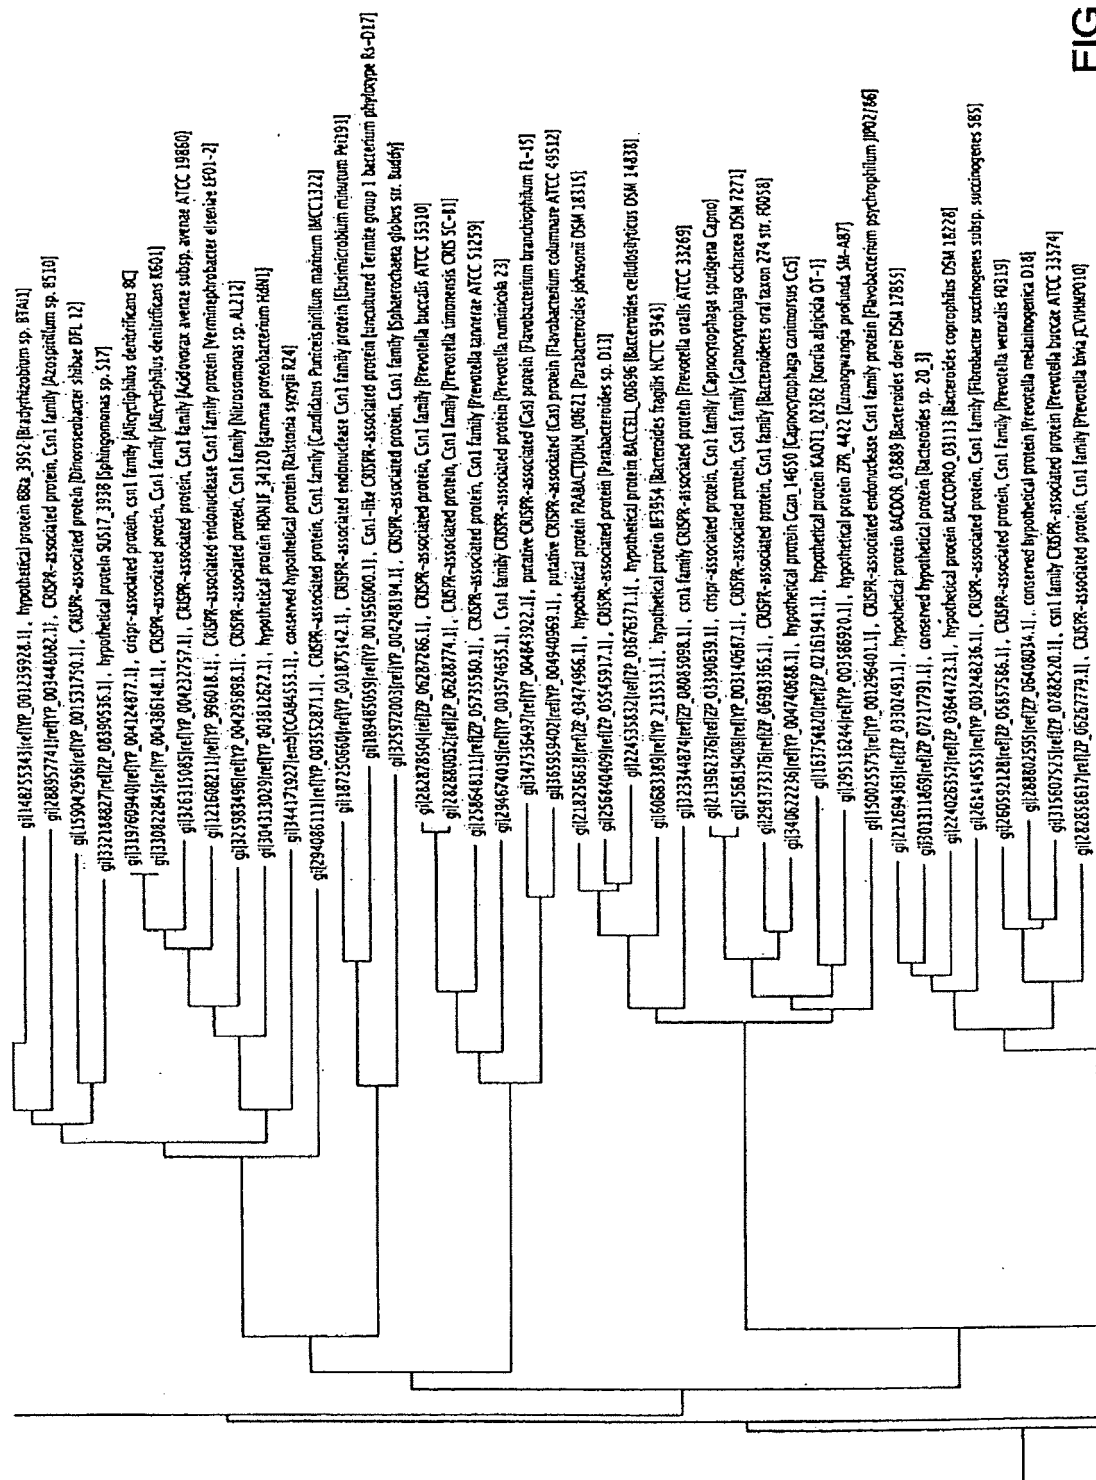 gi|148255343|ref|YP_001239928.1|, hypothetical protein BBta_3952 [Bradyrhizobium sp. BTAi1]
gi|288957741|ref|YP_003448082.1|, CRISPR-associated protein, Csn1 family [Azospirillum sp. B510]
gi|159042956|ref|YP_001531750.1|, CRISPR-associated protein [Dinoroseobacter shibae DFL 12]
gi|332188827|ref|ZP_08390536.1|, hypothetical protein SUS17_3938 [Sphingomonas sp. S17]
gi|319760940|ref|YP_004124877.1|, crispr-associated protein, csn1 family [Alicycliphilus denitrificans BC]
gi|330822845|ref|YP_004386148.1|, CRISPR-associated protein, Csn1 family [Alicycliphilus denitrificans K601]
gi|326315085|ref|YP_004232757.1|, CRISPR-associated protein, Csn1 family [Acidovorax avenae subsp. avenae ATCC 19860]
gi|121608211|ref|YP_996018.1|, CRISPR-associated endonuclease Csn1 family protein [Verminephrobacter eiseniae EF01-2]
gi|325983496|ref|YP_004295898.1|, CRISPR-associated protein, Csn1 family [Nitrosomonas sp. AL212]
gi|304313029|ref|YP_003812627.1|, hypothetical protein HDN1F_34120 [gamma proteobacterium HdN1]
gi|344171927|emb|CCA84553.1|, conserved hypothetical protein [Ralstonia syzygii R24]
gi|294086111|ref|YP_003552871.1|, CRISPR-associated protein, Csn1 family [Candidatus Puniceispirillum marinum IMCC1322]
gi|187250660|ref|YP_001875142.1|, CRISPR-associated endonuclease Csn1 family protein [Elusimicrobium minutum Pei191]
gi|189485059|ref|YP_001956000.1|, Csn1-like CRISPR-associated protein [uncultured Termite group 1 bacterium phylotype Rs-D17]
gi|325972003|ref|YP_004248194.1|, CRISPR-associated protein, Csn1 family [Sphaerochaeta globus str. Buddy]
gi|282878504|ref|ZP_06287286.1|, CRISPR-associated protein, Csn1 family [Prevotella buccalis ATCC 35310]
gi|282880052|ref|ZP_06288774.1|, CRISPR-associated protein, Csn1 family [Prevotella timonensis CRIS 5C-B1]
gi|258648111|ref|ZP_05735580.1|, CRISPR-associated protein, Csn1 family [Prevotella tannerae ATCC 51259]
gi|294674019|ref|YP_003574635.1|, Csn1 family CRISPR-associated protein [Prevotella ruminicola 23]
gi|347536497|ref|YP_004843922.1|, putative CRISPR-associated (Cas) protein [Flavobacterium branchiophilum FL-15]
gi|365959402|ref|YP_004940969.1|, putative CRISPR-associated (Cas) protein [Flavobacterium columnare ATCC 49512]
gi|218258638|ref|ZP_03474966.1|, hypothetical protein PRABACTJOHN_00621 [Parabacteroides johnsonii DSM 18315]
gi|256840409|ref|ZP_05545917.1|, CRISPR-associated protein [Parabacteroides sp. D13]
gi|224535832|ref|ZP_03676371.1|, hypothetical protein BACCELL_00696 [Bacteroides cellulosilyticus DSM 14838]
gi|60683389|ref|YP_213533.1|, hypothetical protein BF3954 [Bacteroides fragilis NCTC 9343]
gi|323344874|ref|ZP_08085098.1|, csn1 family CRISPR-associated protein [Prevotella oralis ATCC 33269]
gi|213962376|ref|ZP_03390639.1|, crispr-associated protein, Csn1 family [Capnocytophaga sputigena Capno]
gi|256819408|ref|YP_003140687.1|, CRISPR-associated protein, Csn1 family [Capnocytophaga ochracea DSM 7271]
gi|298373376|ref|ZP_06983365.1|, CRISPR-associated protein, Csn1 family [Bacteroidetes oral taxon 274 str. F0058]
gi|340622236|ref|YP_004740688.1|, hypothetical protein Ccan_14650 [Capnocytophaga canimorsus Cc5]
gi|163754820|ref|ZP_02161941.1|, hypothetical protein KAOT1_02362 [Kordia algicida OT-1]
gi|295136244|ref|YP_003586920.1|, hypothetical protein ZPR_4422 [Zunongwangia profunda SM-A87]
gi|150025575|ref|YP_001296401.1|, CRISPR-associated endonuclease Csn1 family protein [Flavobacterium psychrophilum JIP02/86]
gi|212694363|ref|ZP_03302491.1|, hypothetical protein BACDOR_03889 [Bacteroides dorei DSM 17855]
gi|301311869|ref|ZP_07217791.1|, conserved hypothetical protein [Bacteroides sp. 20_3]
gi|224026357|ref|ZP_03644723.1|, hypothetical protein BACCOPRO_03113 [Bacteroides coprophilus DSM 18228]
gi|261414553|ref|YP_003248236.1|, CRISPR-associated protein, Csn1 family [Fibrobacter succinogenes subsp. succinogenes S85]
gi|260592128|ref|ZP_05857586.1|, CRISPR-associated protein, Csn1 family [Prevotella veroralis F0319]
gi|288802595|ref|ZP_06408034.1|, conserved hypothetical protein [Prevotella melaninogenica D18]
gi|315607525|ref|ZP_07882520.1|, csn1 family CRISPR-associated protein [Prevotella buccae ATCC 33574]
gi|282858617|ref|ZP_06267779.1|, CRISPR-associated protein, Csn1 family [Prevotella bivia JCVIHMP010]
FIG